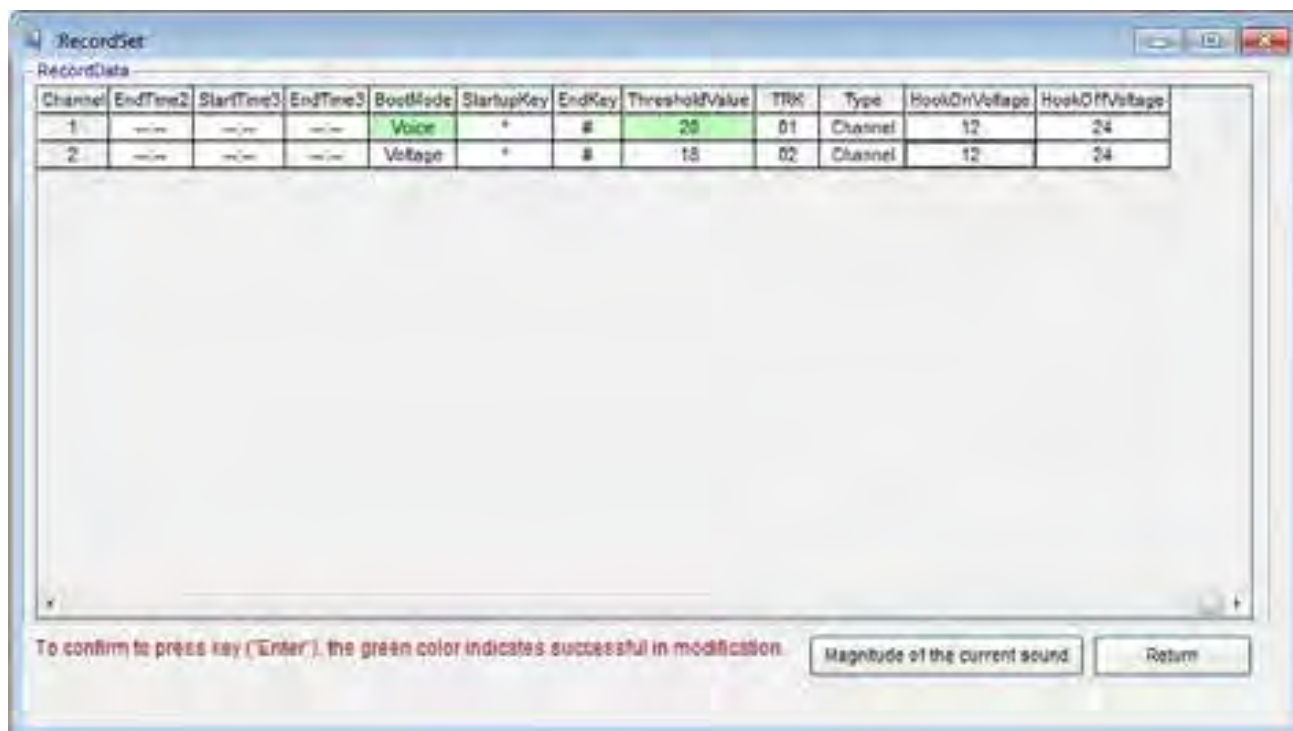 RecordSet
RecordData
Channel EndTime2 StartTime3 EndTime3 BootMode StartupKey EndKey ThresholdValue TRK Type HookOnVoltage HookOffVoltage
1 --:-- --:-- --:-- Voice * # 20 01 Channel 12 24
2 --:-- --:-- --:-- Voltage * # 18 02 Channel 12 24
To confirm to press key ("Enter"), the green color indicates successful in modification.
Magnitude of the current sound
Return